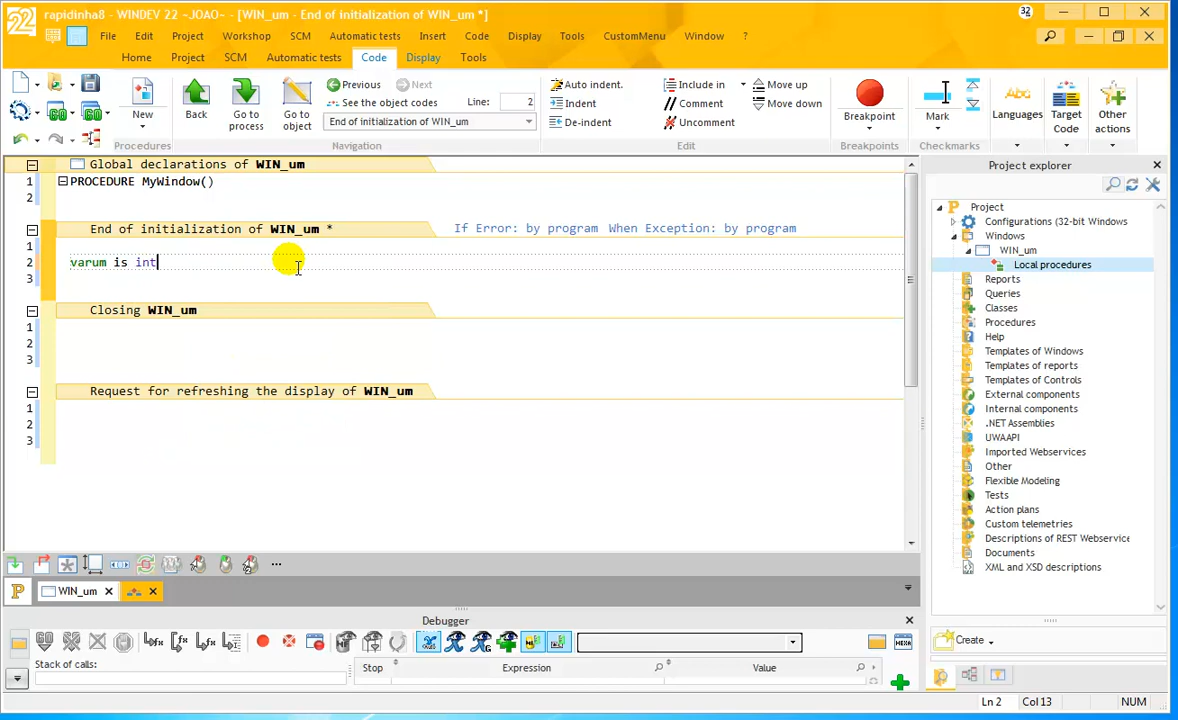 22 rapidinha8 - WINDEV 22 -JOAO- - [WIN_um - End of initialization of WIN_um *] 32
File Edit Project Workshop SCM Automatic tests Insert Code Display Tools CustomMenu Window ?
Home Project SCM Automatic tests Code Display Tools
New
Procedures
Back
Go to process
Go to object
Previous Next
See the object codes Line: 2
End of initialization of WIN_um
Navigation
Auto indent.
Indent
De-indent
Include in
Comment
Uncomment
Move up
Move down
Edit
Breakpoint
Breakpoints
Mark
Checkmarks
Abc
Languages
Target Code
Other actions
Global declarations of WIN_um
1 PROCEDURE MyWindow()
2
End of initialization of WIN_um * If Error: by program When Exception: by program
1
2 varum is int
3
Closing WIN_um
1
2
3
Request for refreshing the display of WIN_um
1
2
3
Project explorer
Project
Configurations (32-bit Windows
Windows
WIN_um
Local procedures
Reports
Queries
Classes
Procedures
Help
Templates of Windows
Templates of reports
Templates of Controls
External components
Internal components
.NET Assemblies
UWAAPI
Imported Webservices
Other
Flexible Modeling
Tests
Action plans
Custom telemetries
Descriptions of REST Webservice
Documents
XML and XSD descriptions
Create
WIN_um
Debugger
Stack of calls:
Stop Expression Value
Ln 2 Col 13 NUM